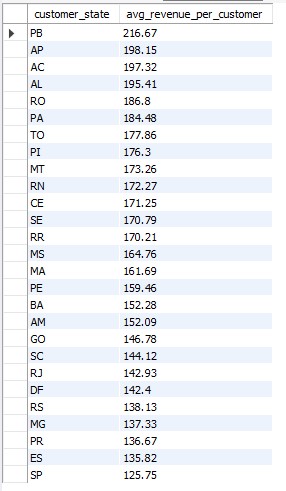 customer_state avg_revenue_per_customer
PB 216.67
AP 198.15
AC 197.32
AL 195.41
RO 186.8
PA 184.48
TO 177.86
PI 176.3
MT 173.26
RN 172.27
CE 171.25
SE 170.79
RR 170.21
MS 164.76
MA 161.69
PE 159.46
BA 152.28
AM 152.09
GO 146.78
SC 144.12
RJ 142.93
DF 142.4
RS 138.13
MG 137.33
PR 136.67
ES 135.82
SP 125.75